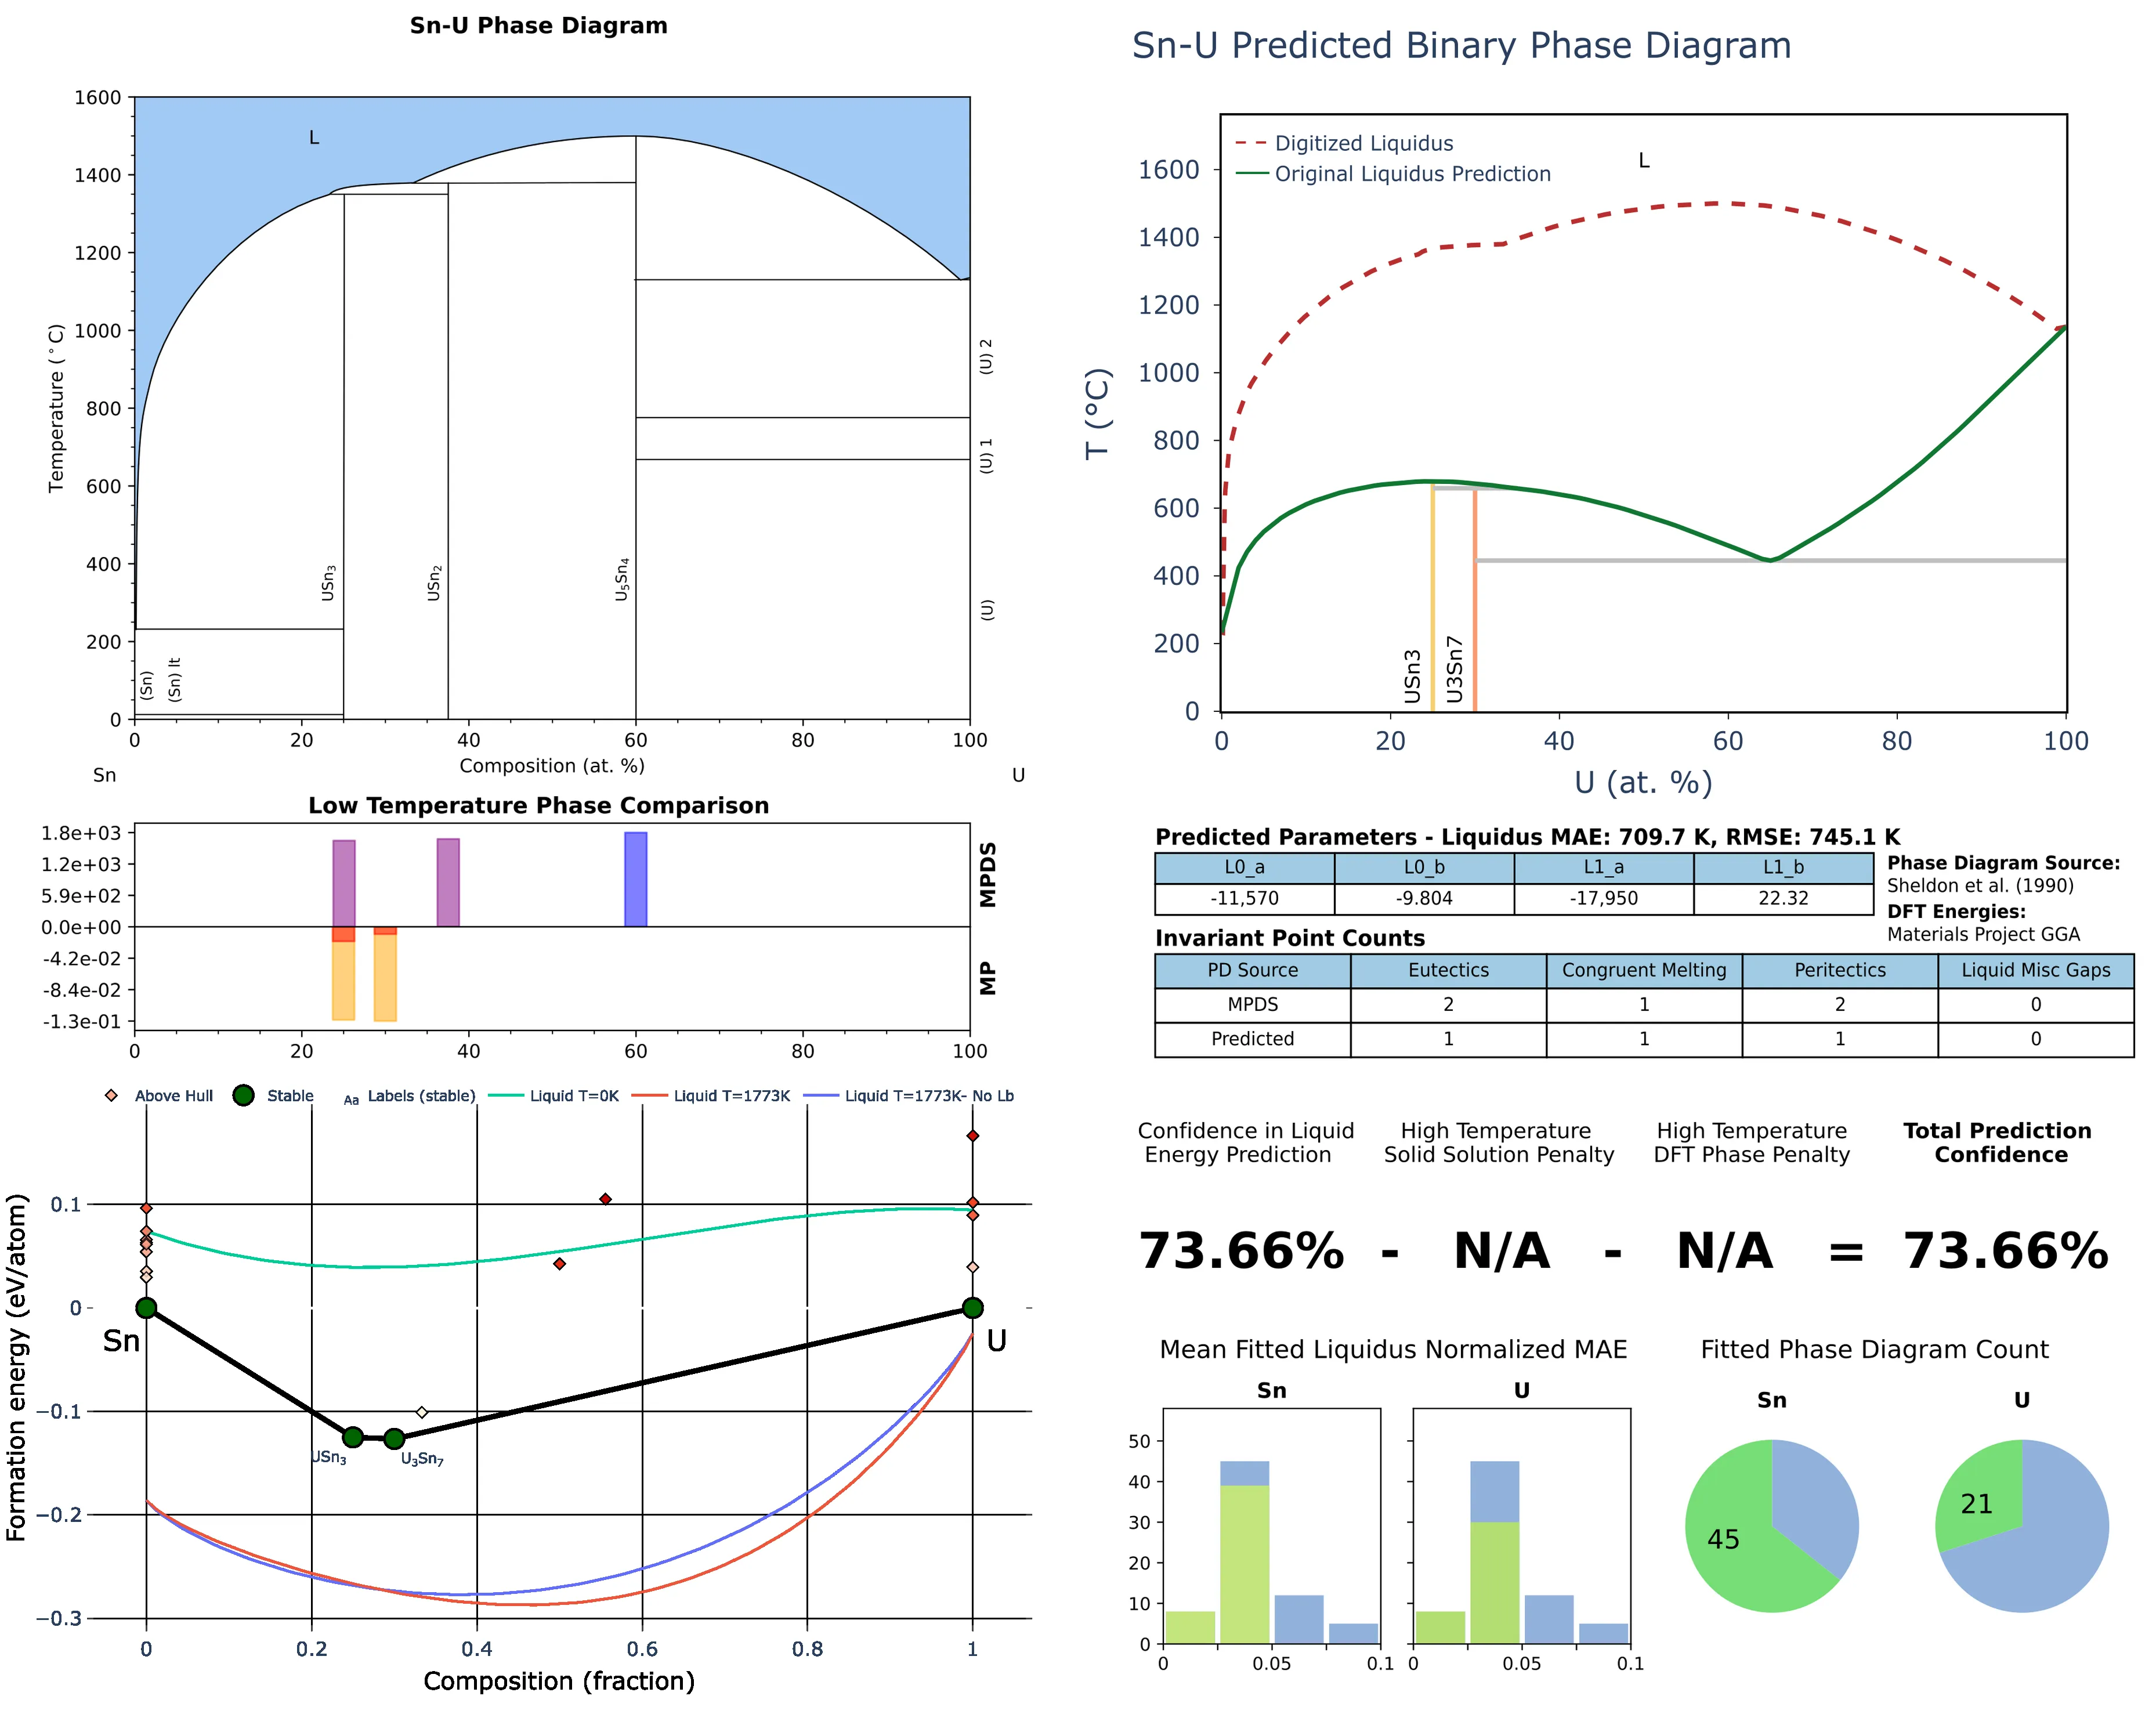 Sn-U Phase Diagram
1600
1400
1200
1000
800
600
400
200
0
Temperature (°C)
L
USn3
USn2
U5Sn4
(Sn)
(Sn) lt
(U) 2
(U) 1
(U)
0 20 40 60 80 100
Composition (at. %)
Sn U
Low Temperature Phase Comparison
1.8e+03
1.2e+03
5.9e+02
0.0e+00
-4.2e-02
-8.4e-02
-1.3e-01
MPDS
MP
0 20 40 60 80 100
Above Hull Stable Aa Labels (stable) Liquid T=0K Liquid T=1773K Liquid T=1773K- No Lb
Formation energy (eV/atom)
0.1
0
−0.1
−0.2
−0.3
Sn U
USn3 U3Sn7
0 0.2 0.4 0.6 0.8 1
Composition (fraction)
Sn-U Predicted Binary Phase Diagram
Digitized Liquidus
Original Liquidus Prediction
L
T (°C)
1600
1400
1200
1000
800
600
400
200
0
USn3
U3Sn7
0 20 40 60 80 100
U (at. %)
Predicted Parameters - Liquidus MAE: 709.7 K, RMSE: 745.1 K
L0_a L0_b L1_a L1_b
-11,570 -9.804 -17,950 22.32
Phase Diagram Source:
Sheldon et al. (1990)
DFT Energies:
Materials Project GGA
Invariant Point Counts
PD Source Eutectics Congruent Melting Peritectics Liquid Misc Gaps
MPDS 2 1 2 0
Predicted 1 1 1 0
Confidence in Liquid
Energy Prediction
High Temperature
Solid Solution Penalty
High Temperature
DFT Phase Penalty
Total Prediction
Confidence
73.66% - N/A - N/A = 73.66%
Mean Fitted Liquidus Normalized MAE
Sn U
50
40
30
20
10
0
0 0.05 0.1
0 0.05 0.1
Fitted Phase Diagram Count
Sn U
45
21